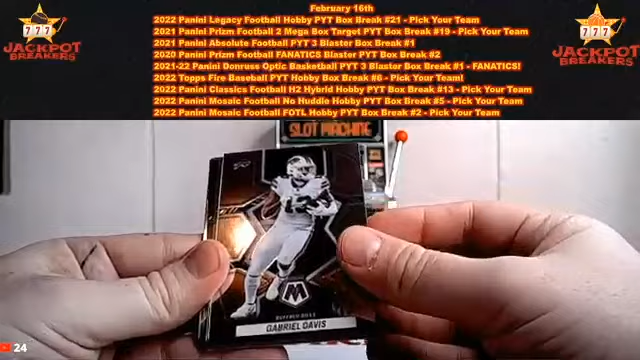 February 16th
2022 Panini Legacy Football Hobby PYT Box Break #21 - Pick Your Team
2021 Panini Prizm Football 2 Mega Box Target PYT Box Break #19 - Pick Your Team
2021 Panini Absolute Football PYT 3 Blaster Box Break #1
2020 Panini Prizm Football FANATICS Blaster PYT Box Break #2
2021-22 Panini Donruss Optic Basketball PYT 3 Blaster Box Break #1 - FANATICS!
2022 Topps Fire Baseball PYT Hobby Box Break #6 - Pick Your Team!
2022 Panini Classics Football H2 Hybrid Hobby PYT Box Break #13 - Pick Your Team
2022 Panini Mosaic Football No Huddle Hobby PYT Box Break #5 - Pick Your Team
2022 Panini Mosaic Football FOTL Hobby PYT Box Break #2 - Pick Your Team
777
JACKPOT
BREAKERS
777
JACKPOT
BREAKERS
SLOT MACHINE
M
BUFFALO BILLS
GABRIEL DAVIS
24